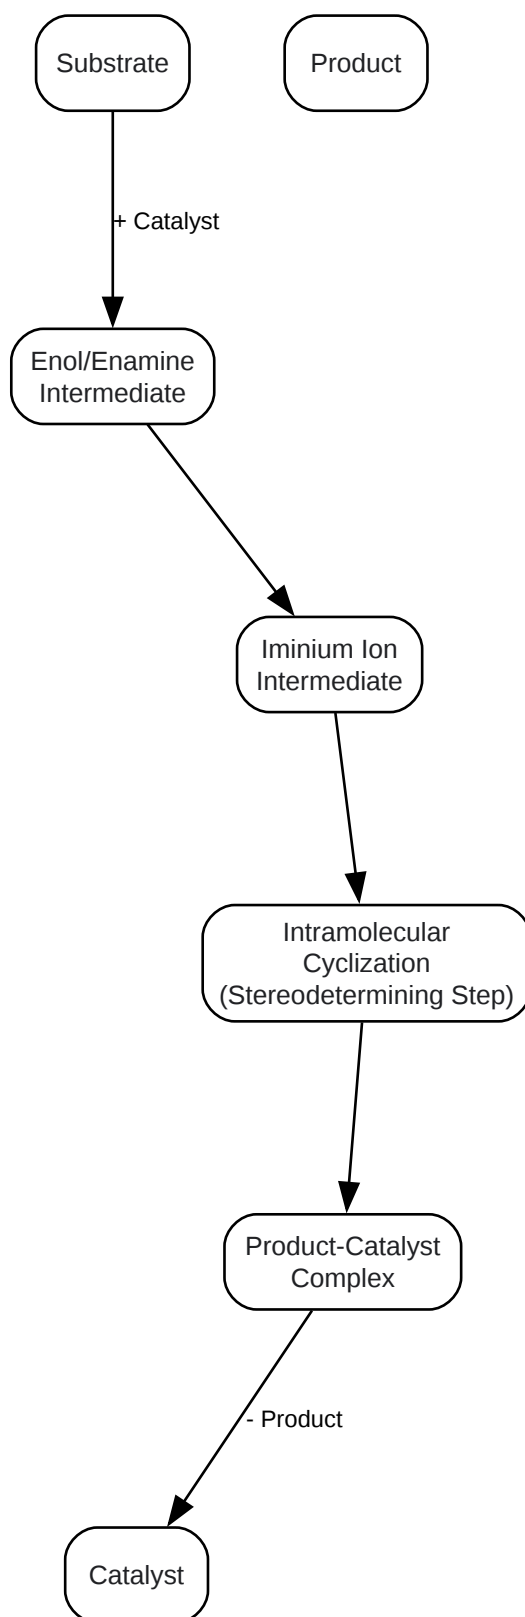 Substrate
Product
+ Catalyst
Enol/Enamine
Intermediate
Iminium Ion
Intermediate
Intramolecular
Cyclization
(Stereodetermining Step)
Product-Catalyst
Complex
- Product
Catalyst